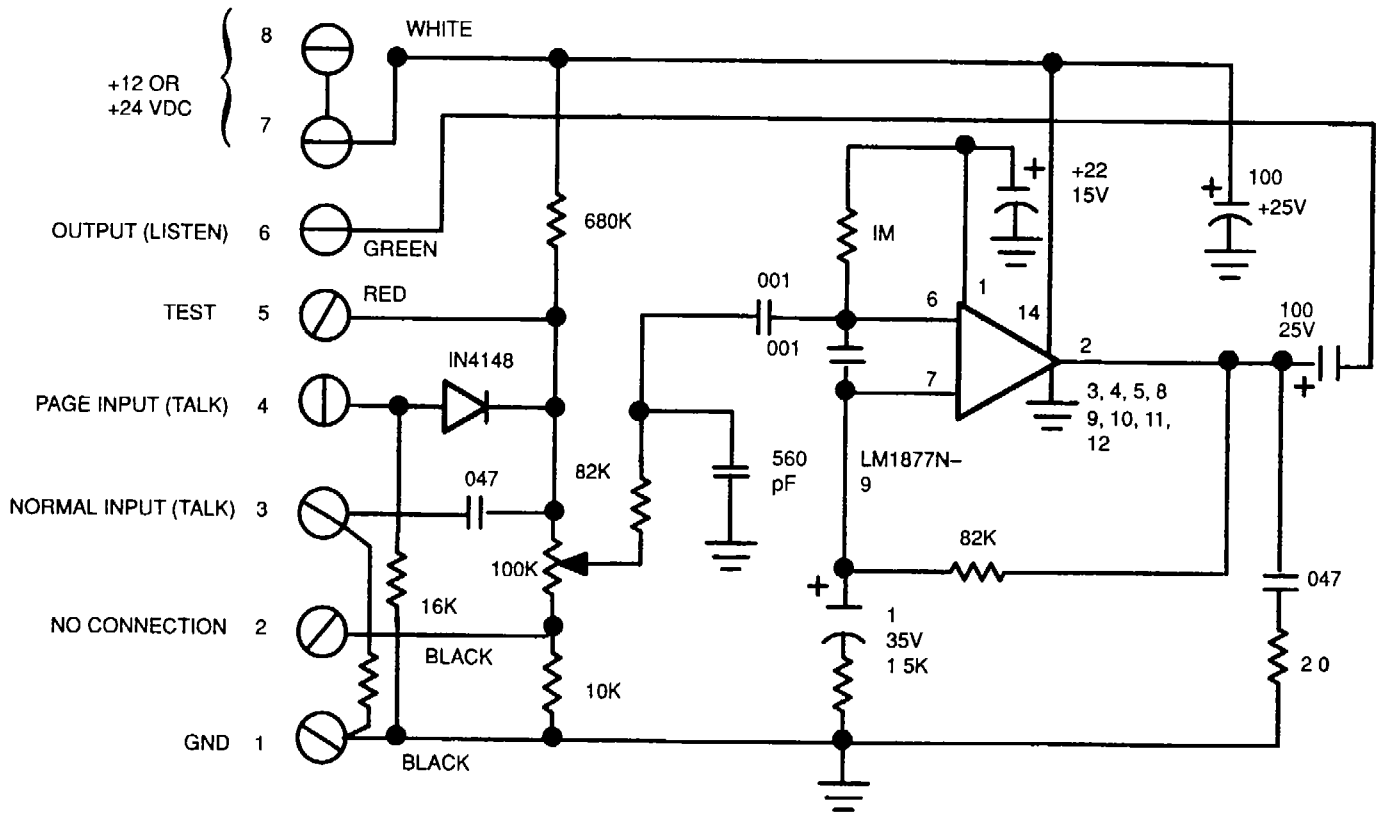 8
WHITE
+12 OR
+24 VDC
7
OUTPUT (LISTEN) 6
GREEN
680K
IM
+22
15V
100
+25V
TEST 5
RED
001
001
6
1
14
2
7
100
25V
PAGE INPUT (TALK) 4
IN4148
3, 4, 5, 8
9, 10, 11,
12
LM1877N-
9
NORMAL INPUT (TALK) 3
047
82K
560
pF
100K
82K
047
16K
NO CONNECTION 2
BLACK
10K
1
35V
1 5K
2 0
GND 1
BLACK